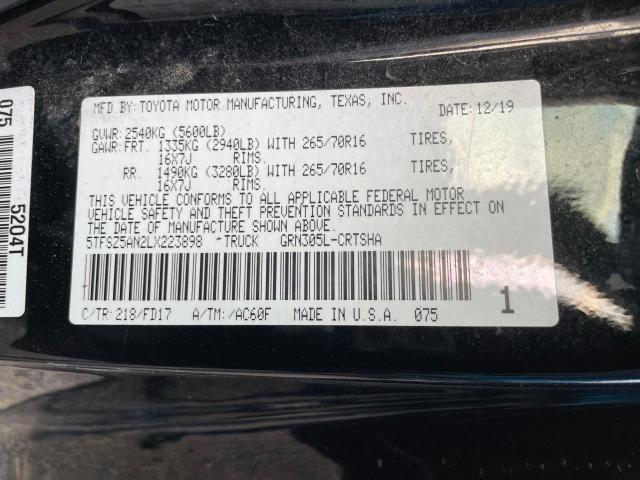 MFD.BY:TOYOTA MOTOR MANUFACTURING, TEXAS, INC. DATE:12/19
GVWR:2540KG (5600LB)
GAWR:FRT. 1335KG (2940LB) WITH 265/70R16 TIRES,
16X7J RIMS.
RR. 1490KG (3280LB) WITH 265/70R16 TIRES,
16X7J RIMS.
THIS VEHICLE CONFORMS TO ALL APPLICABLE FEDERAL MOTOR
VEHICLE SAFETY AND THEFT PREVENTION STANDARDS IN EFFECT ON
THE DATE OF MANUFACTURE SHOWN ABOVE.
5TFSZ5AN2LX223898 *TRUCK GRN305L-CRTSHA
C/TR:218/FD17 A/TM:/AC60F MADE IN U.S.A. 075 1
075
5204T